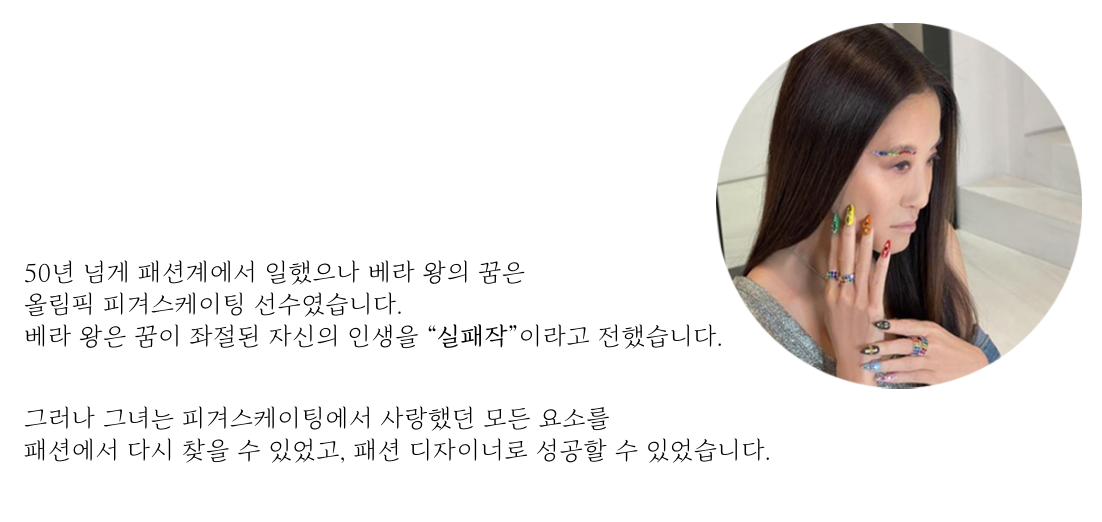 50년 넘게 패션계에서 일했으나 베라 왕의 꿈은
올림픽 피겨스케이팅 선수였습니다.
베라 왕은 꿈이 좌절된 자신의 인생을 “실패작”이라고 전했습니다.
그러나 그녀는 피겨스케이팅에서 사랑했던 모든 요소를
패션에서 다시 찾을 수 있었고, 패션 디자이너로 성공할 수 있었습니다.